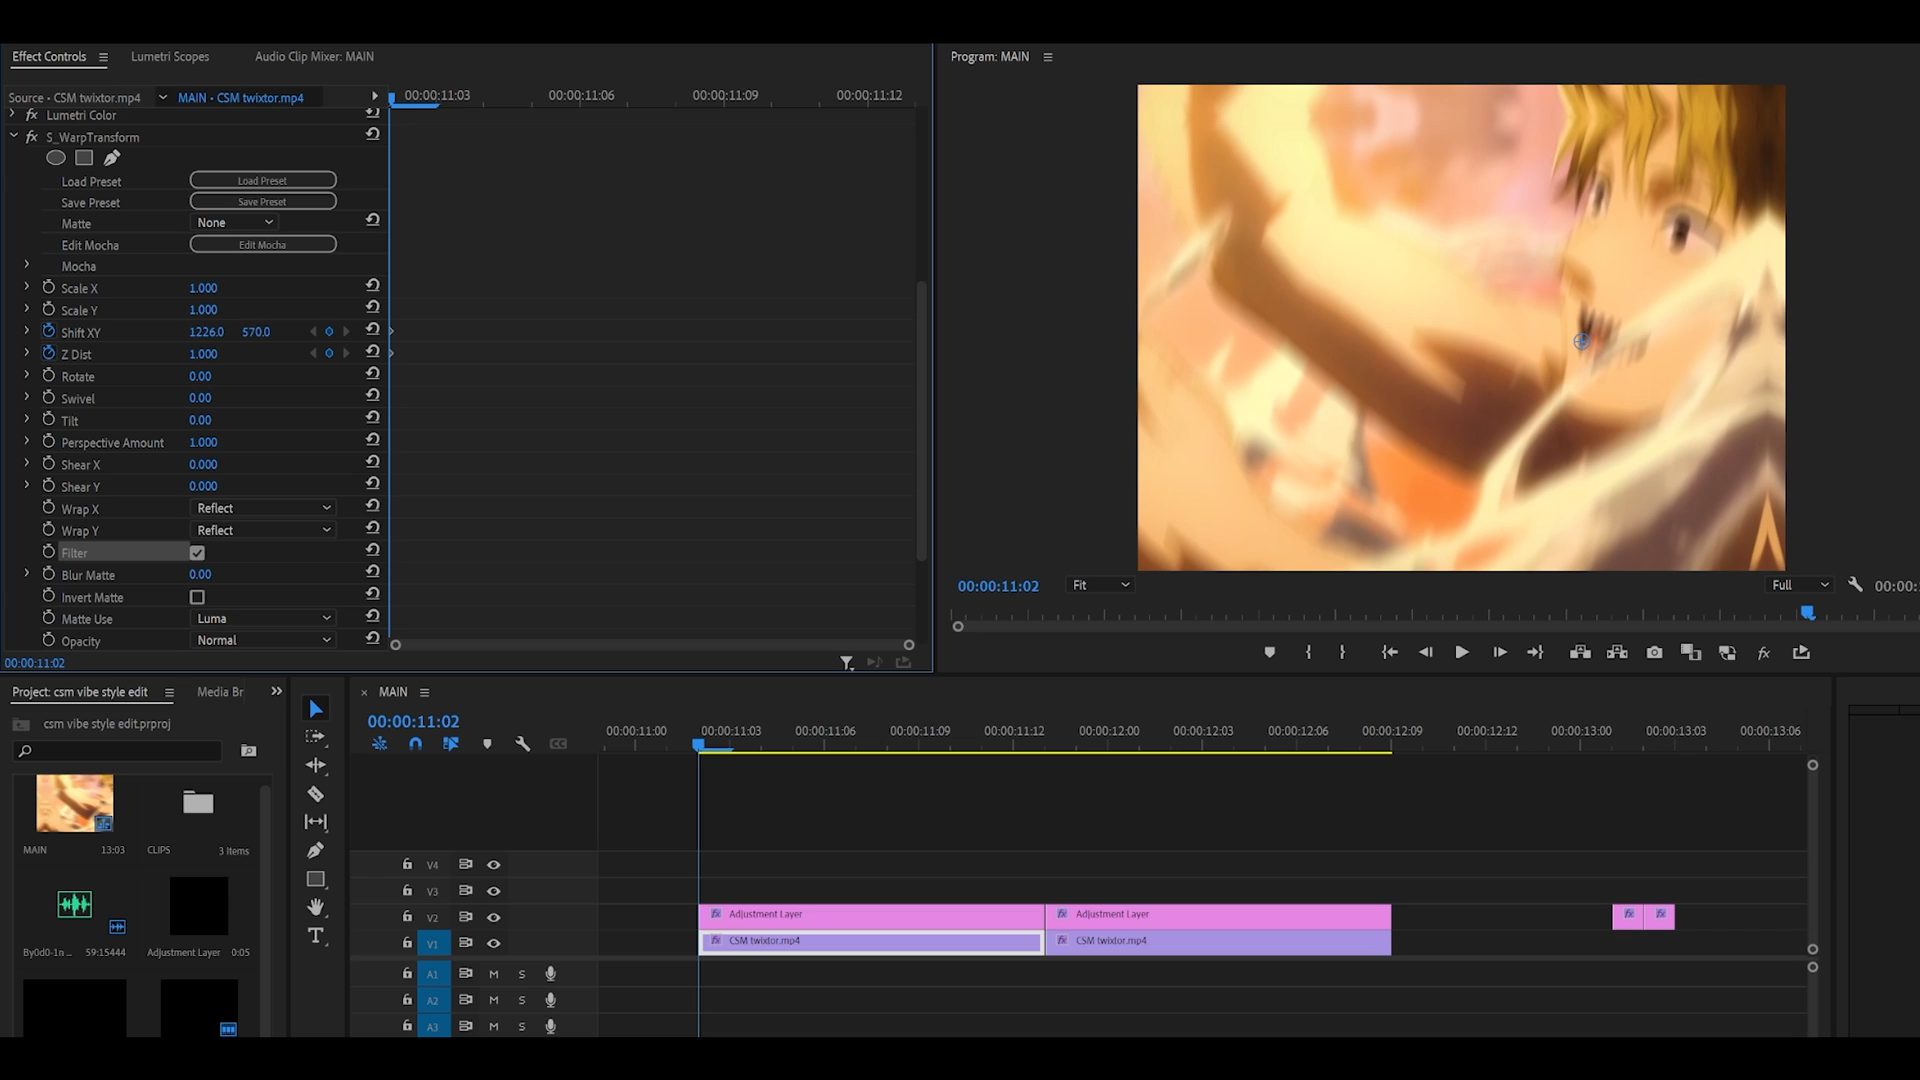 Effect Controls Lumetri Scopes Audio Clip Mixer: MAIN
Source • CSM twixtor.mp4 MAIN • CSM twixtor.mp4
00:00:11:03 00:00:11:06 00:00:11:09 00:00:11:12
fx Lumetri Color
fx S_WarpTransform
Load Preset Load Preset
Save Preset Save Preset
Matte None
Edit Mocha Edit Mocha
Mocha
Scale X 1.000
Scale Y 1.000
Shift XY 1226.0 570.0
Z Dist 1.000
Rotate 0.00
Swivel 0.00
Tilt 0.00
Perspective Amount 1.000
Shear X 0.000
Shear Y 0.000
Wrap X Reflect
Wrap Y Reflect
Filter
Blur Matte 0.00
Invert Matte
Matte Use Luma
Opacity Normal
00:00:11:02
Program: MAIN
00:00:11:02 Fit Full 00:00:
fx
Project: csm vibe style edit Media Br
csm vibe style edit.prproj
MAIN 13:03 CLIPS 3 Items
By0d0-1n... 59:15444 Adjustment Layer 0:05
T
MAIN
00:00:11:02
CC
00:00:11:00 00:00:11:03 00:00:11:06 00:00:11:09 00:00:11:12 00:00:12:00 00:00:12:03 00:00:12:06 00:00:12:09 00:00:12:12 00:00:13:00 00:00:13:03 00:00:13:06
V4
V3
V2 fx Adjustment Layer fx Adjustment Layer fx fx
V1 fx CSM twixtor.mp4 fx CSM twixtor.mp4
A1 M S
A2 M S
A3 M S